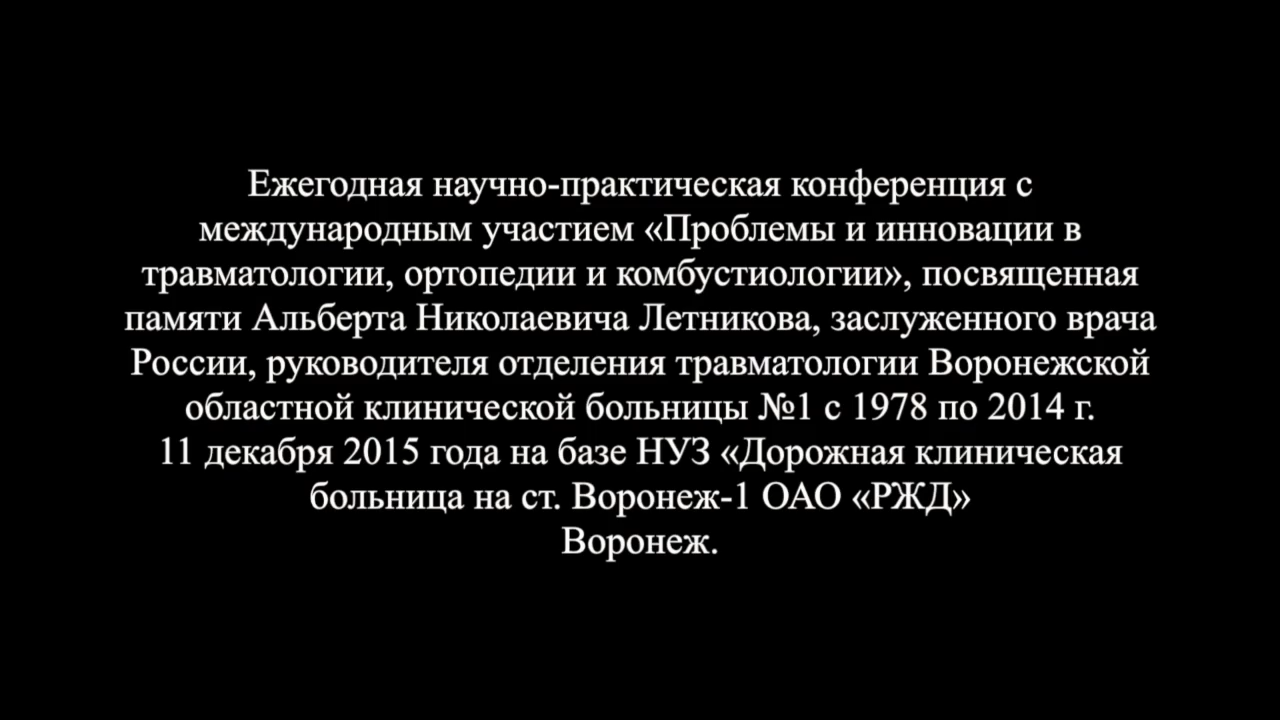 Ежегодная научно-практическая конференция с
международным участием «Проблемы и инновации в
травматологии, ортопедии и комбустиологии», посвященная
памяти Альберта Николаевича Летникова, заслуженного врача
России, руководителя отделения травматологии Воронежской
областной клинической больницы №1 с 1978 по 2014 г.
11 декабря 2015 года на базе НУЗ «Дорожная клиническая
больница на ст. Воронеж-1 ОАО «РЖД»
Воронеж.